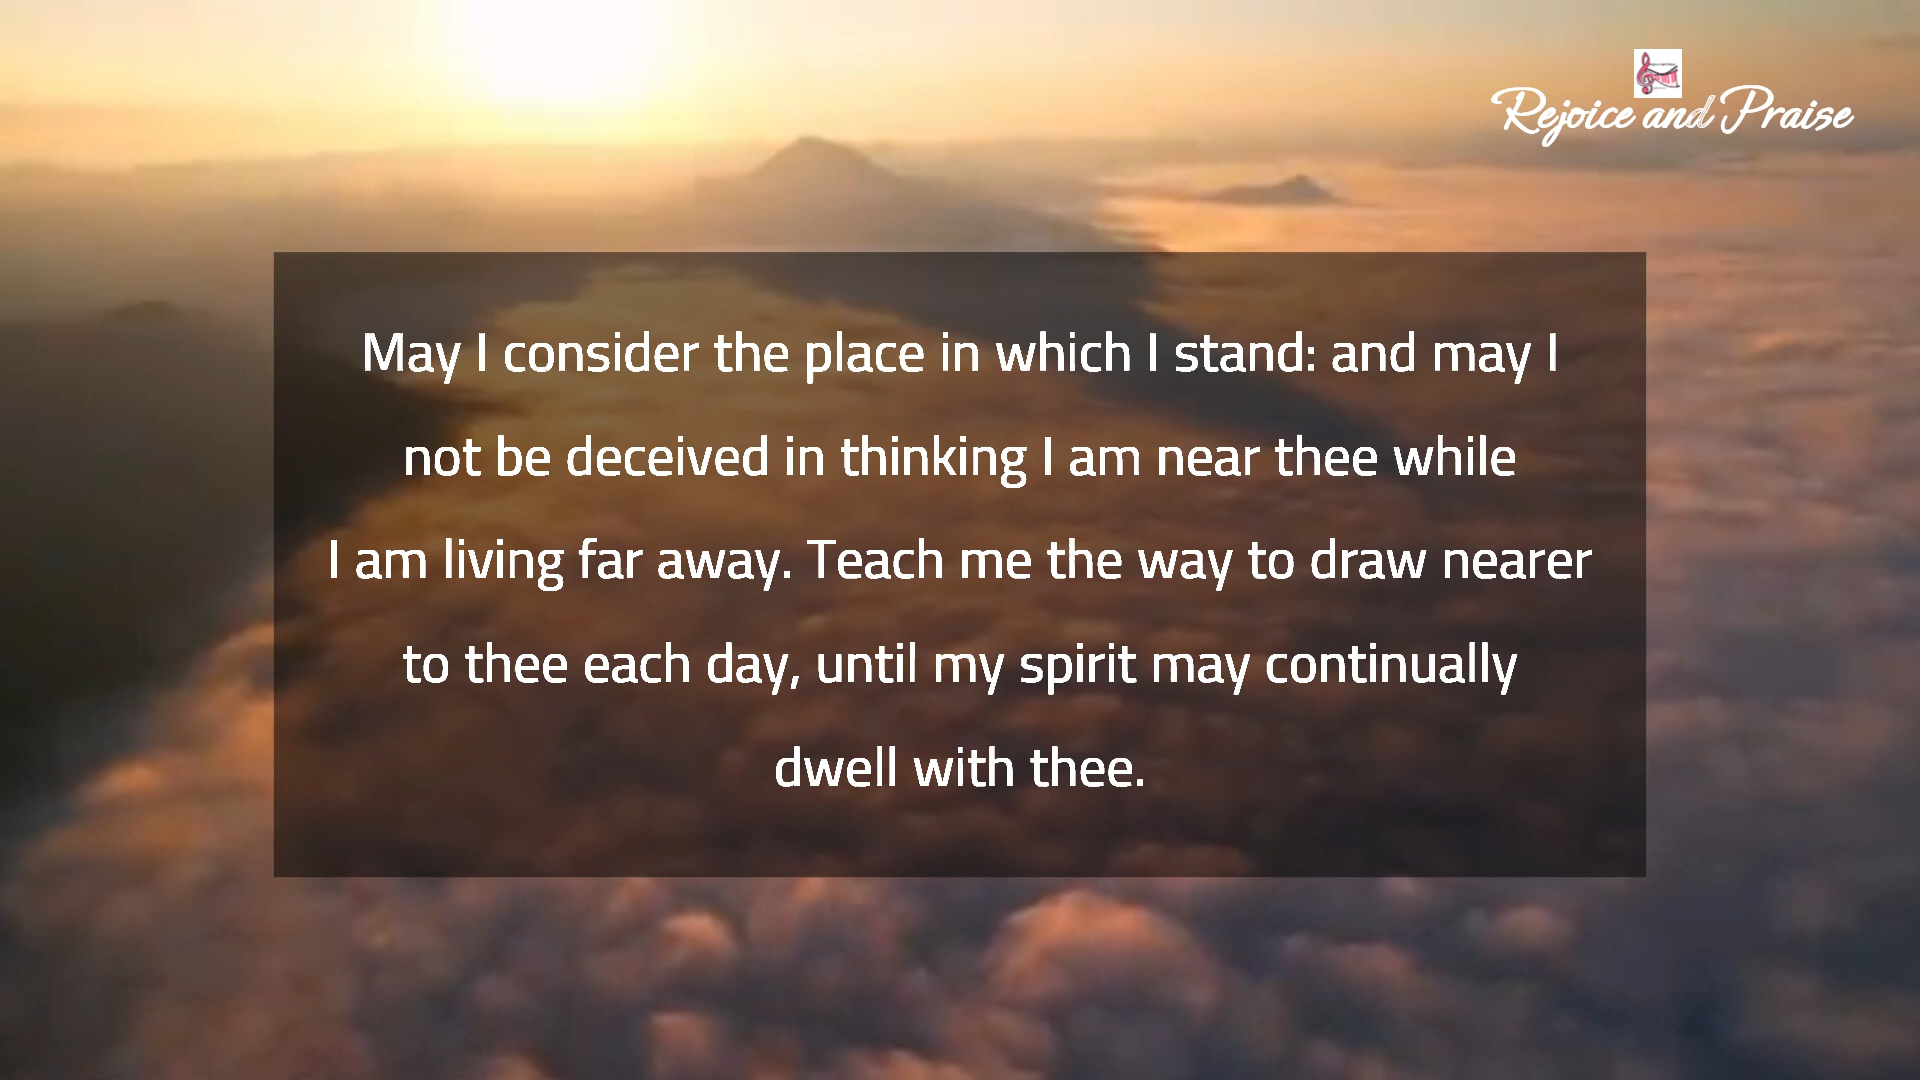 Rejoice and Praise
May I consider the place in which I stand: and may I
not be deceived in thinking I am near thee while
I am living far away. Teach me the way to draw nearer
to thee each day, until my spirit may continually
dwell with thee.